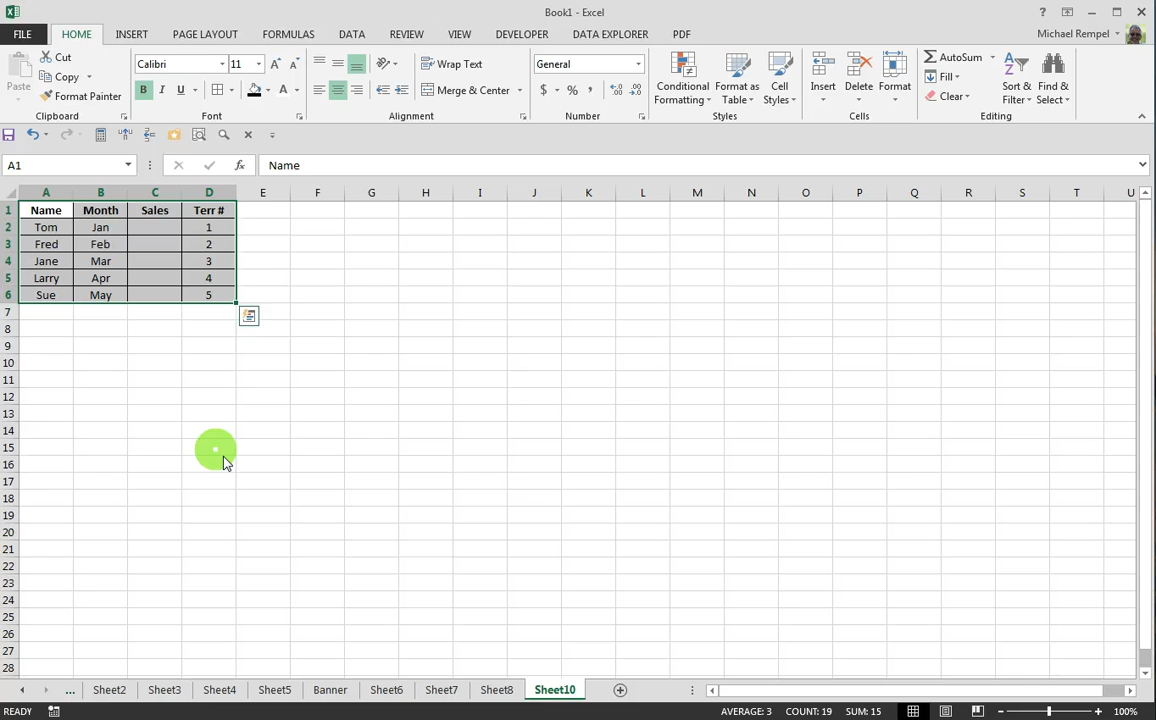 Book1 - Excel
?
FILE HOME INSERT PAGE LAYOUT FORMULAS DATA REVIEW VIEW DEVELOPER DATA EXPLORER PDF
Michael Rempel
Paste
Cut
Copy
Format Painter
Clipboard
Calibri 11
B I U
A
Font
Wrap Text
Merge & Center
Alignment
General
$ % ,
Number
Conditional Formatting
Format as Table
Cell Styles
Styles
Insert Delete Format
Cells
AutoSum
Fill
Clear
Sort & Filter
Find & Select
Editing
A1 fx Name
A B C D E F G H I J K L M N O P Q R S T U
1 Name Month Sales Terr #
2 Tom Jan 1
3 Fred Feb 2
4 Jane Mar 3
5 Larry Apr 4
6 Sue May 5
7
8
9
10
11
12
13
14
15
16
17
18
19
20
21
22
23
24
25
26
27
28
... Sheet2 Sheet3 Sheet4 Sheet5 Banner Sheet6 Sheet7 Sheet8 Sheet10
READY AVERAGE: 3 COUNT: 19 SUM: 15 100%